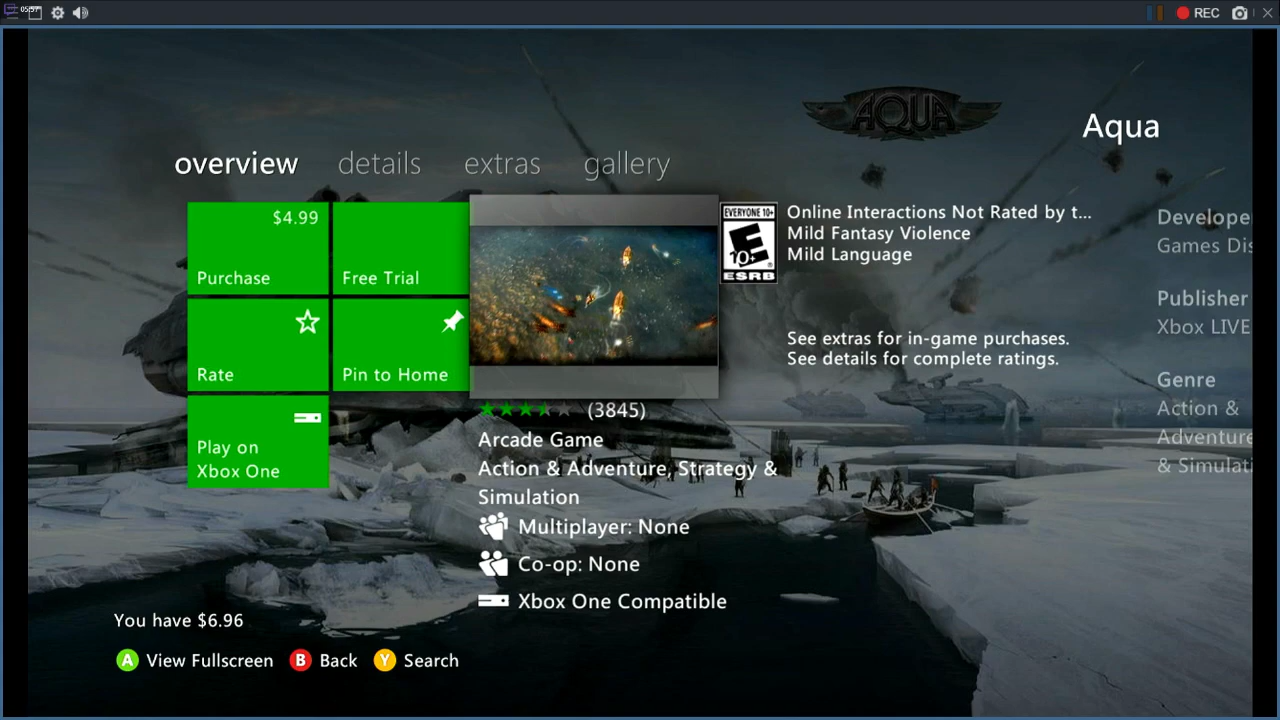 05:57
REC
AQUA
Aqua
overview
details
extras
gallery
$4.99
Purchase
Free Trial
Rate
Pin to Home
Play on
Xbox One
(3845)
Arcade Game
Action & Adventure, Strategy &
Simulation
Multiplayer: None
Co-op: None
Xbox One Compatible
EVERYONE 10+
E
10+
ESRB
Online Interactions Not Rated by t...
Mild Fantasy Violence
Mild Language
See extras for in-game purchases.
See details for complete ratings.
Develope
Games Dis
Publisher
Xbox LIVE
Genre
Action &
Adventure
& Simulati
You have $6.96
A View Fullscreen
B Back
Y Search